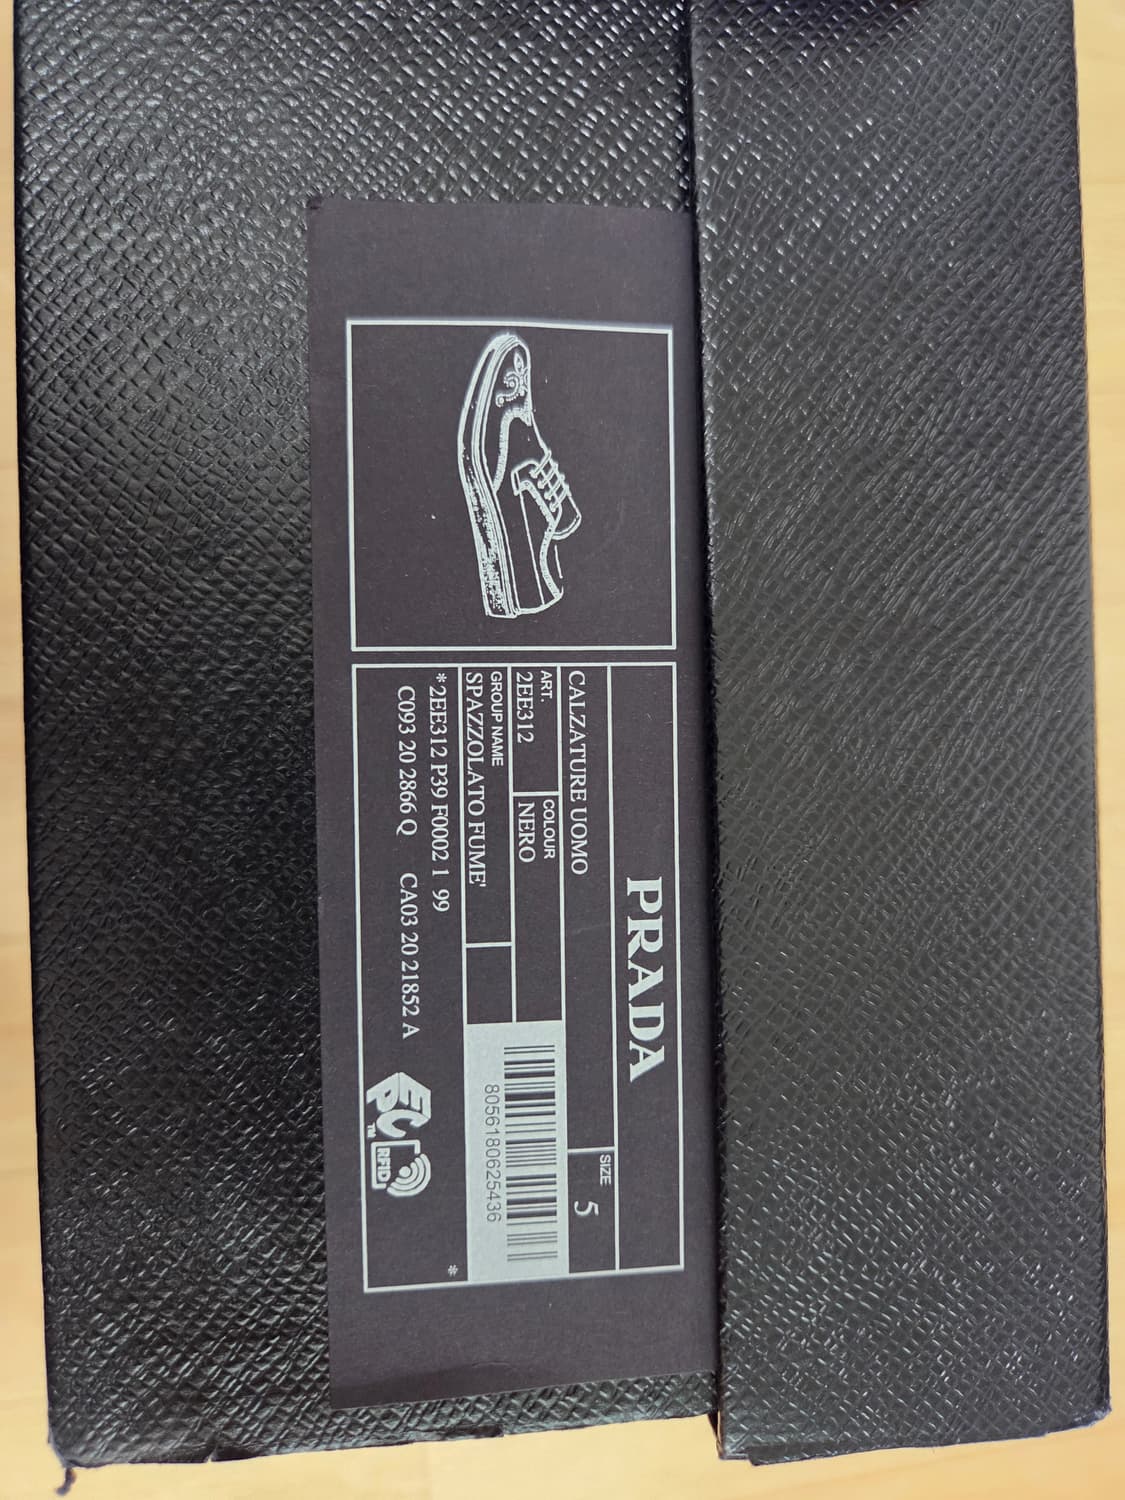 PRADA
CALZATURE UOMO
SIZE
5
ART.
2EE312
COLOUR
NERO
GROUP NAME
SPAZZOLATO FUME'
8056180625436
*2EE312 P39 F0002 1 99 *
C093 20 2866 Q CA03 20 21852 A
EPC™ RFID